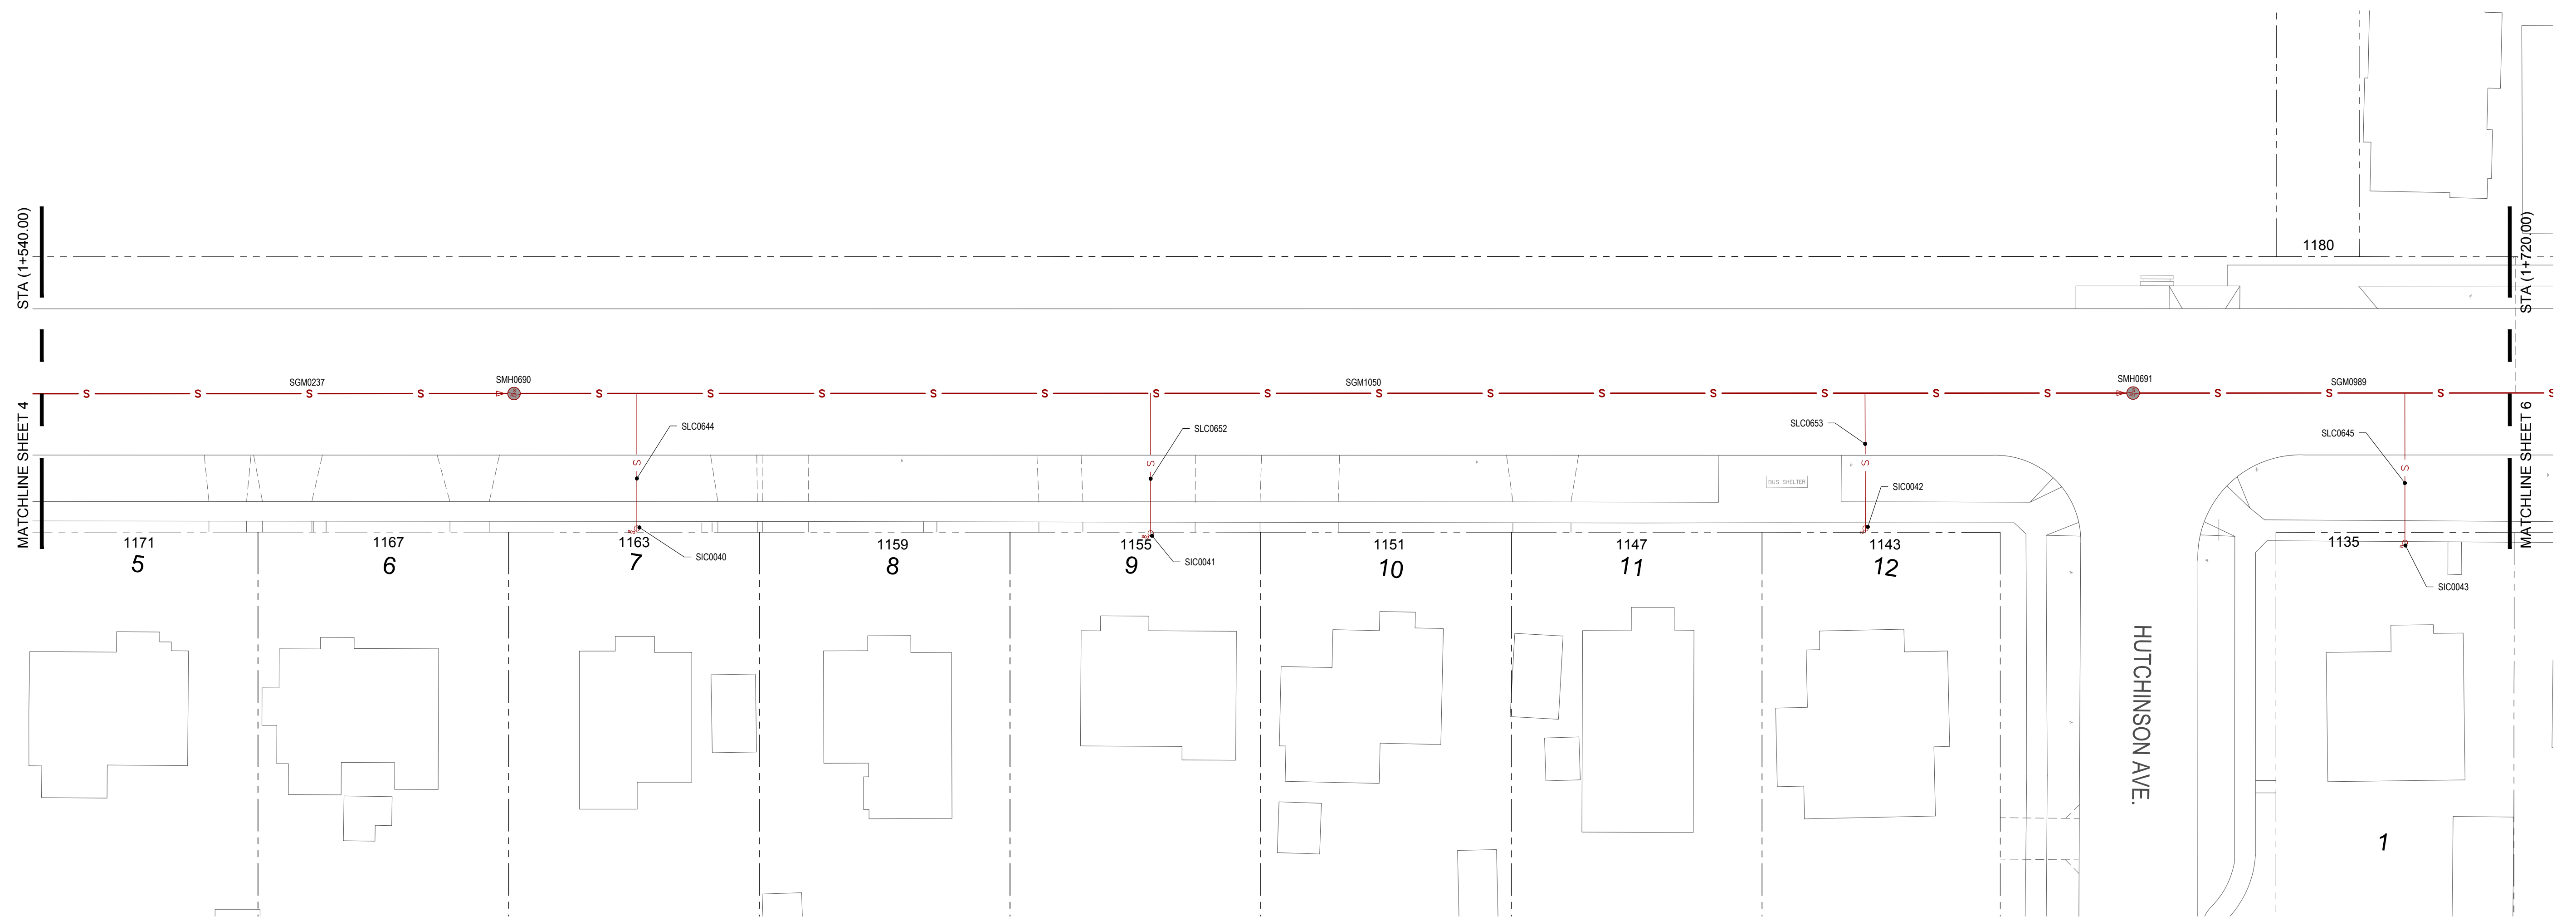 1180
STA (1+540.00)
STA (1+720.00)
SGM0237
SMH0690
SGM1050
SMH0691
SGM0989
S S S S S S S S S S S S S S S S S S S S S S
MATCHLINE SHEET 4
MATCHLINE SHEET 6
SLC0644
SLC0652
SLC0653
SLC0645
S
S
S
S
BUS SHELTER
SIC0042
1171
1167
1163
1159
1155
1151
1147
1143
1135
5
6
7
8
9
10
11
12
SIC0040
SIC0041
SIC0043
HUTCHINSON AVE.
1